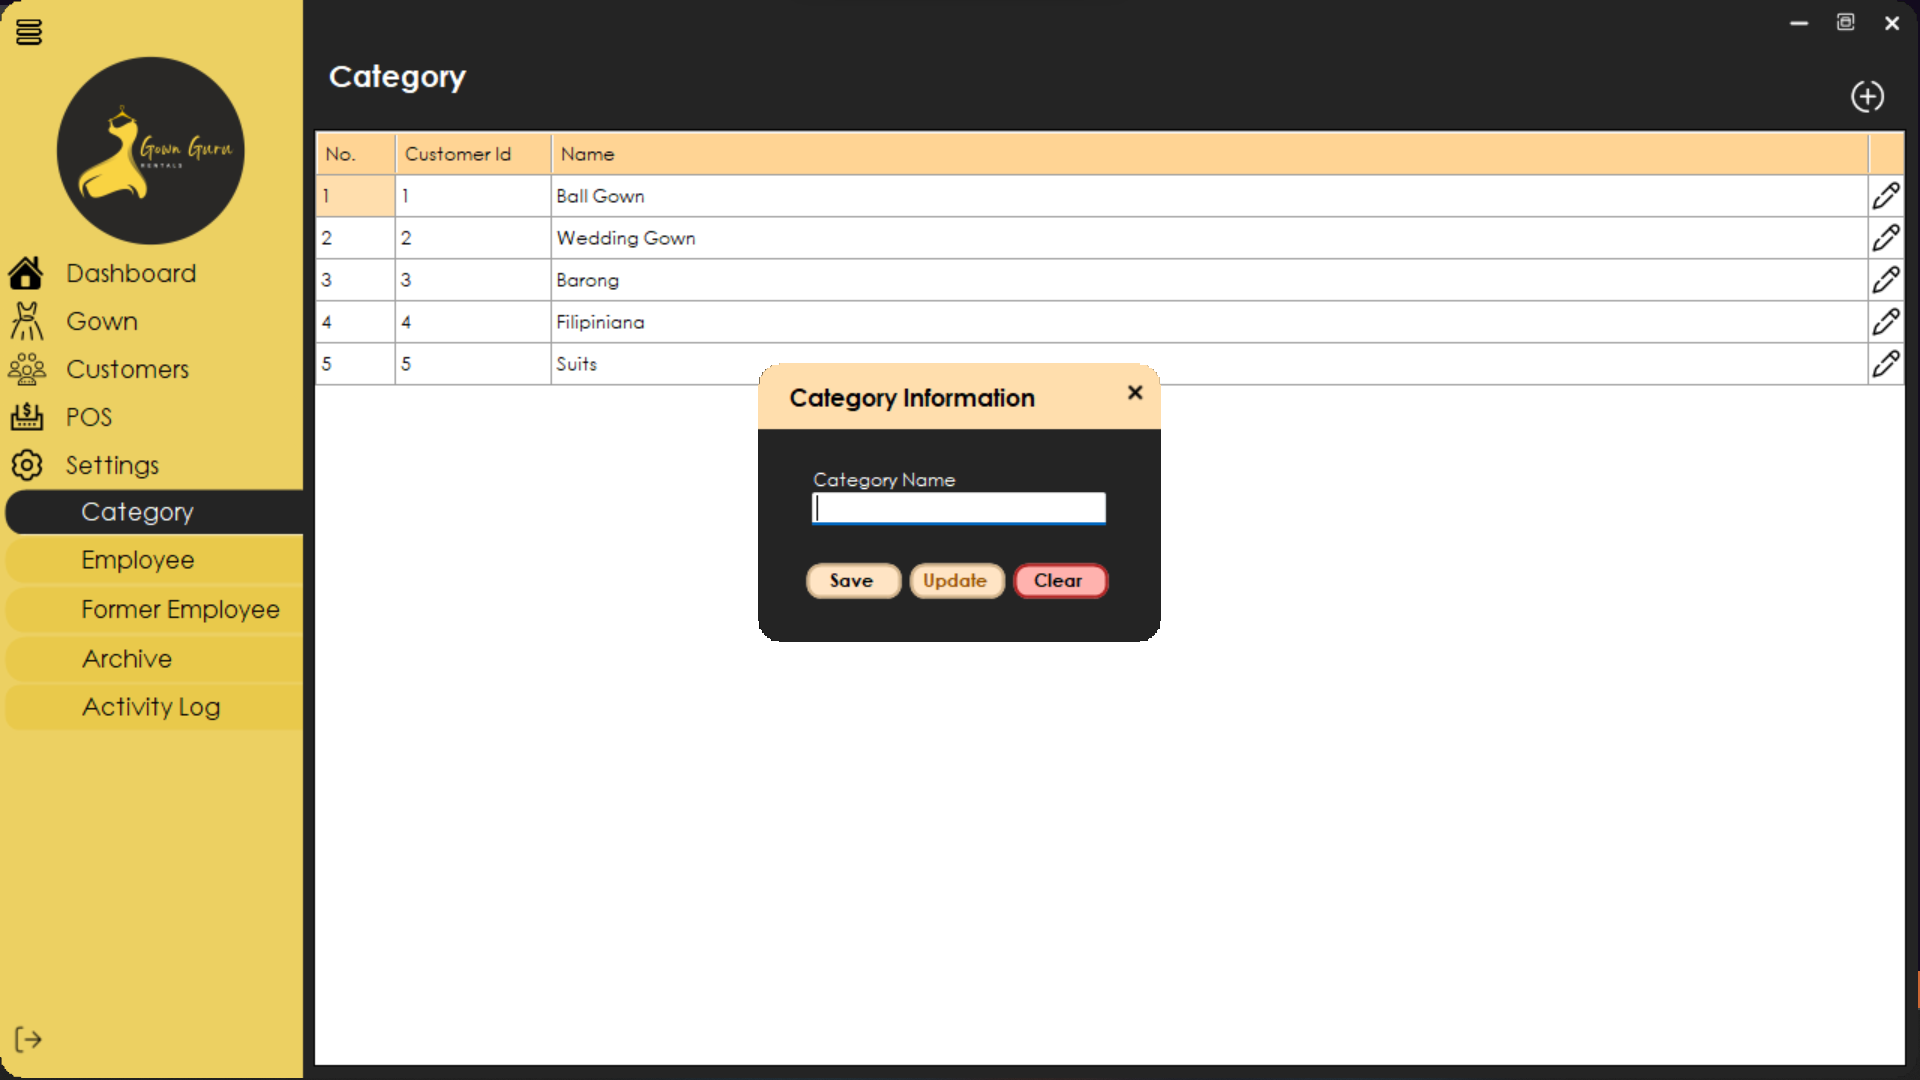 Gown Guru
RENTALS
Dashboard
Gown
Customers
POS
Settings
Category
Employee
Former Employee
Archive
Activity Log
Category
No. Customer Id Name
1 1 Ball Gown
2 2 Wedding Gown
3 3 Barong
4 4 Filipiniana
5 5 Suits
Category Information
Category Name
Save Update Clear